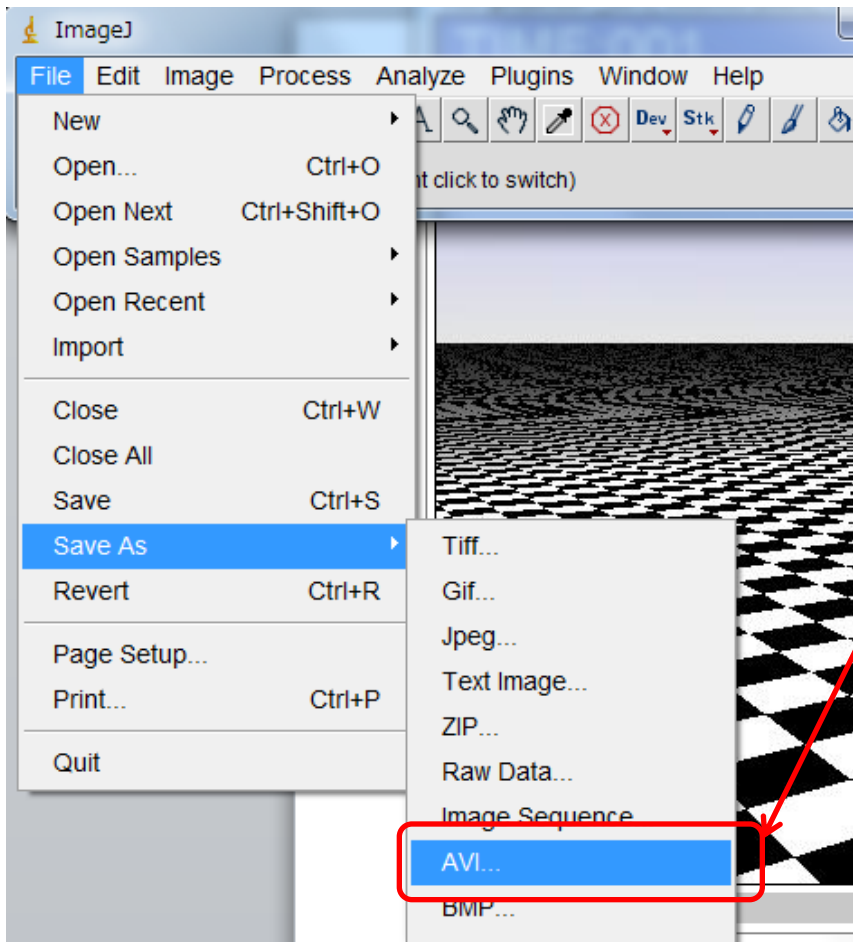 ImageJ
File Edit Image Process Analyze Plugins Window Help
Dev Stk
New
Open... Ctrl+O
click to switch)
Open Next Ctrl+Shift+O
Open Samples
Open Recent
Import
Close Ctrl+W
Close All
Save Ctrl+S
Save As
Revert Ctrl+R
Page Setup...
Print... Ctrl+P
Quit
Tiff...
Gif...
Jpeg...
Text Image...
ZIP...
Raw Data...
Image Sequence
AVI...
BMP...